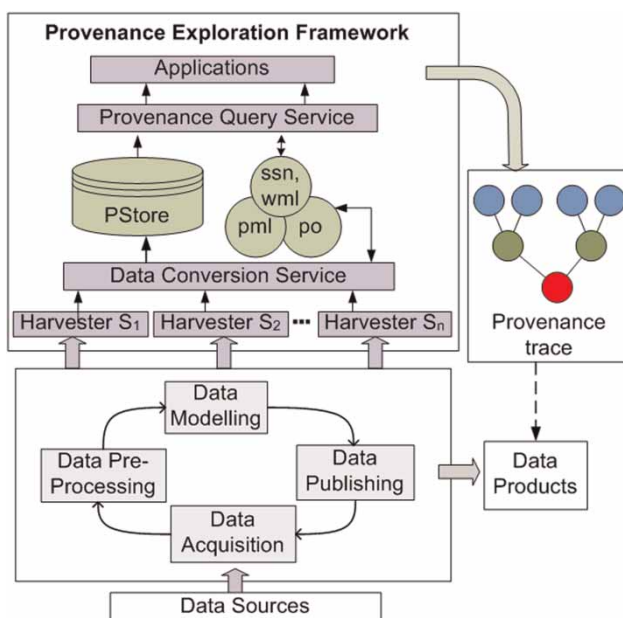 Provenance Exploration Framework
Applications
Provenance Query Service
PStore
ssn,
wml
pml
po
Data Conversion Service
Harvester S1
Harvester S2
Harvester Sn
Provenance
trace
Data
Modelling
Data Pre-
Processing
Data
Publishing
Data
Acquisition
Data
Products
Data Sources